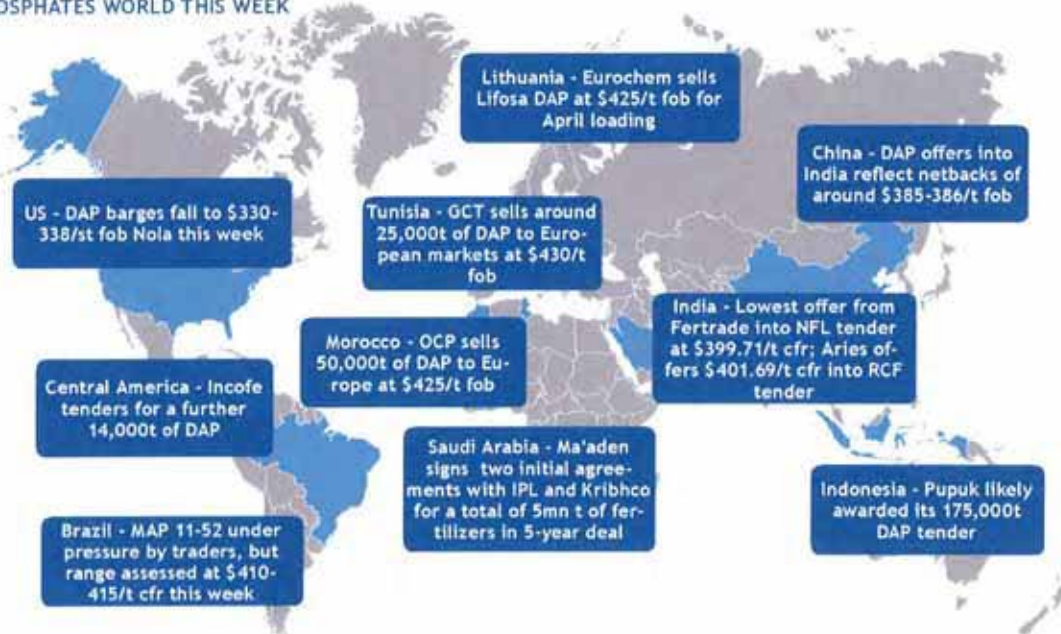 OSPHATES WORLD THIS WEEK
Lithuania - Eurochem sells
Lifosa DAP at $425/t fob for
April loading
China - DAP offers into
India reflect netbacks of
around $385-386/t fob
US - DAP barges fall to $330-
338/st fob Nola this week
Tunisia - GCT sells around
25,000t of DAP to Euro-
pean markets at $430/t
fob
India - Lowest offer from
Fertrade into NFL tender
at $399.71/t cfr; Aries of-
fers $401.69/t cfr into RCF
tender
Morocco - OCP sells
50,000t of DAP to Eu-
rope at $425/t fob
Central America - Incofe
tenders for a further
14,000t of DAP
Saudi Arabia - Ma'aden
signs two initial agree-
ments with IPL and Kribhco
for a total of 5mn t of fer-
tilizers in 5-year deal
Indonesia - Pupuk likely
awarded its 175,000t
DAP tender
Brazil - MAP 11-52 under
pressure by traders, but
range assessed at $410-
415/t cfr this week